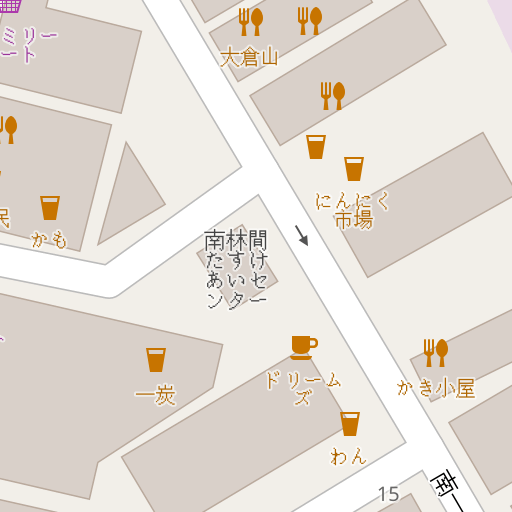 ミリー
ート
大倉山
にんにく
市場
民
かも
南林間
たすけ
あいセ
ンター
ドリーム
ズ
一炭
かき小屋
わん
南一
15